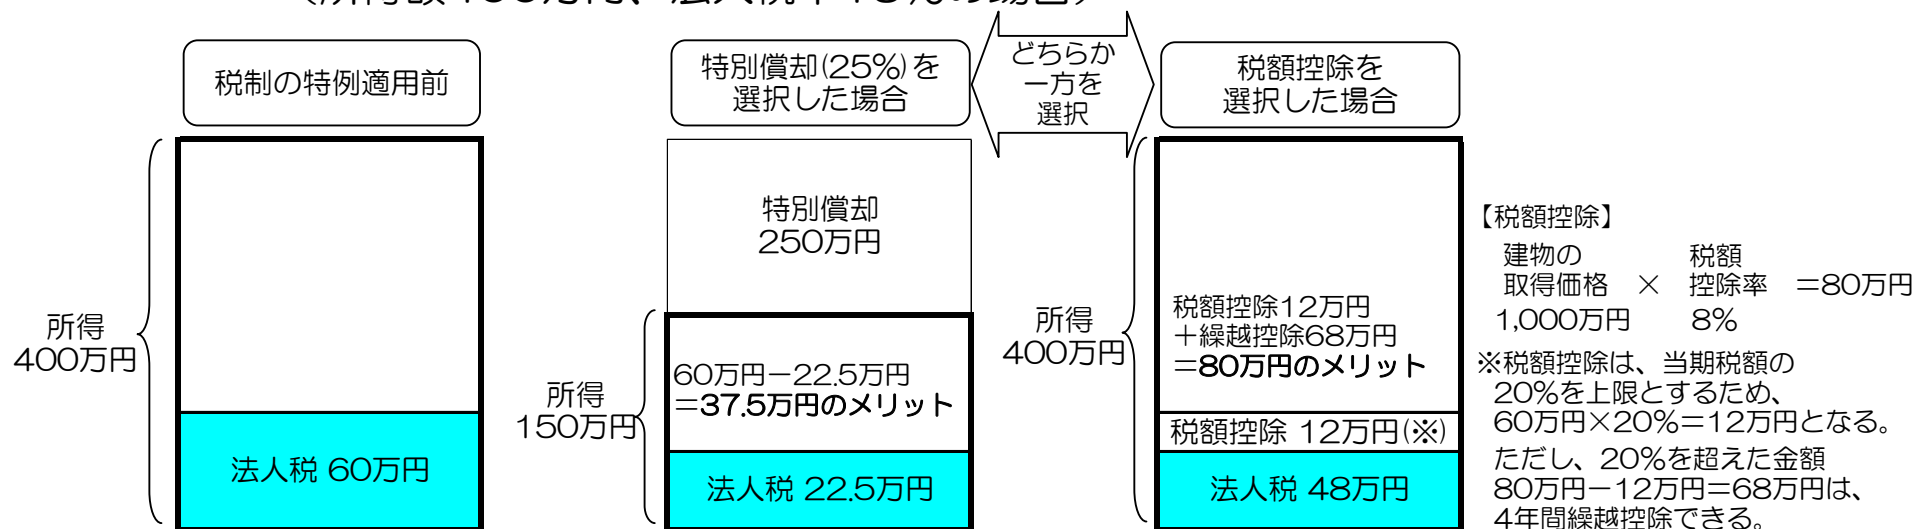 税制の特例適用前
特別償却(25%)を
選択した場合
どちらか
一方を
選択
税額控除を
選択した場合
所得
400万円
法人税 60万円
特別償却
250万円
所得
150万円
60万円−22.5万円
=37.5万円のメリット
法人税 22.5万円
所得
400万円
税額控除12万円
+繰越控除68万円
=80万円のメリット
税額控除 12万円(※)
法人税 48万円
【税額控除】
建物の 税額
取得価格 × 控除率 =80万円
1,000万円 8%
※税額控除は、当期税額の
20%を上限とするため、
60万円×20%=12万円となる。
ただし、20%を超えた金額
80万円−12万円=68万円は、
4年間繰越控除できる。